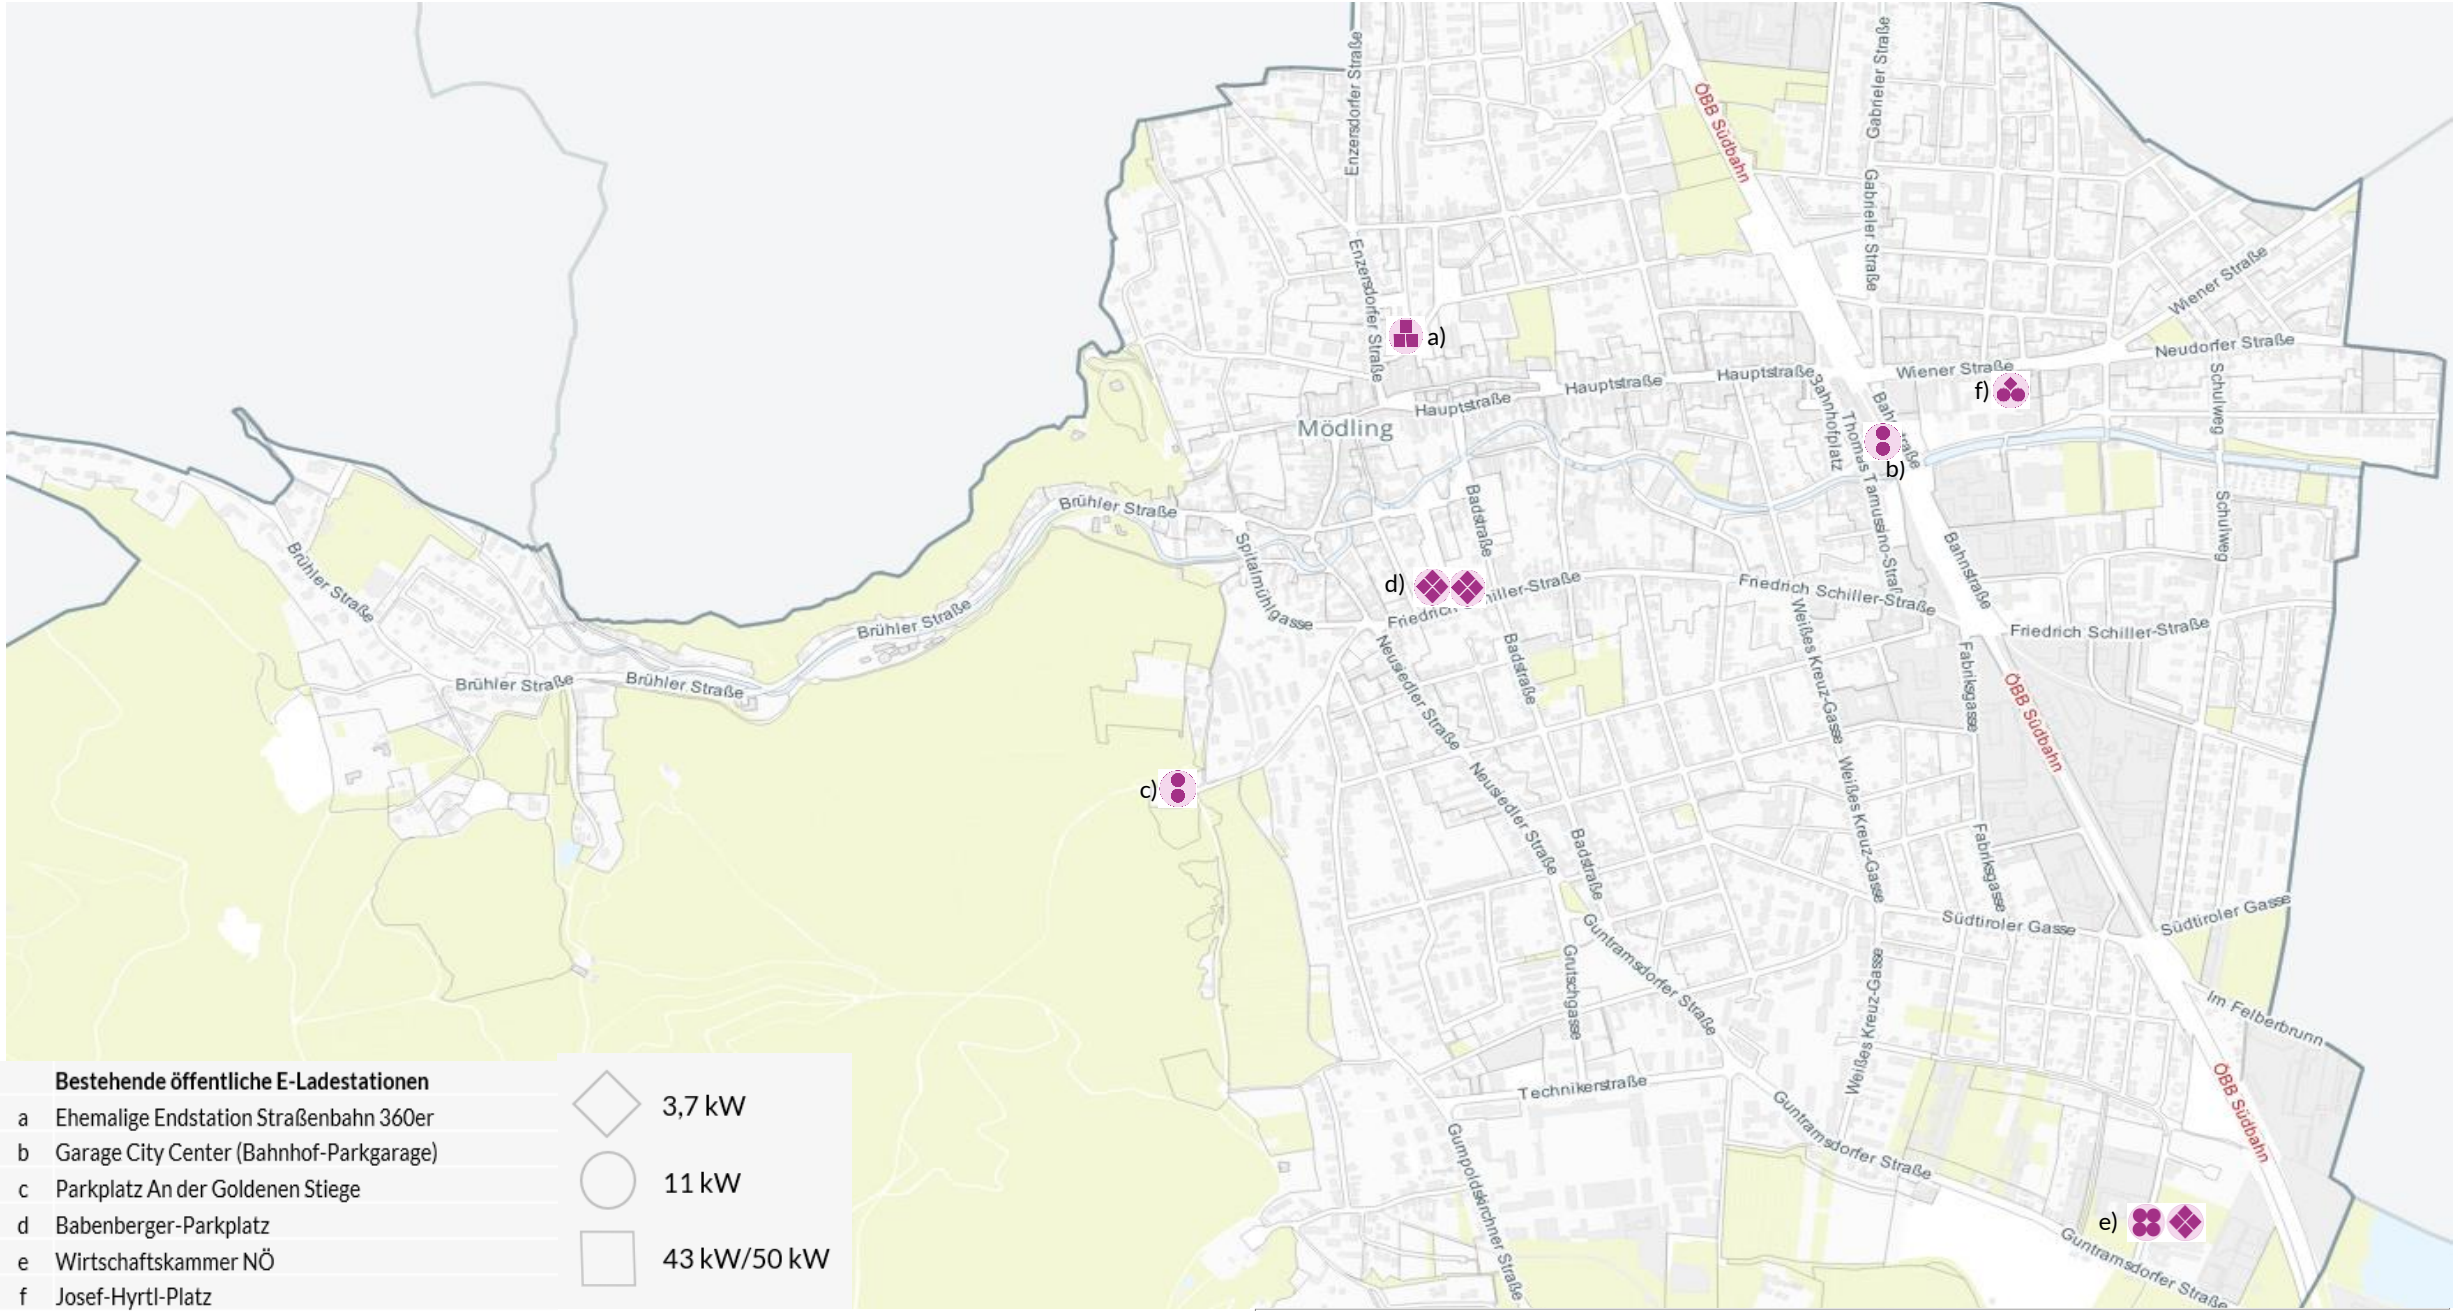 Enzersdorfer Straße
Gabrieler Straße
ÖBB Südbahn
Gabrieler Straße
Enzersdorfer Straße
Wiener Straße
a)
Neudorfer Straße
Hauptstraße
Hauptstraße
Wiener Straße
Hauptstraße
f)
Bahnhofplatz
Schulweg
Mödling
b)
Thomas Tamussino-Straß
Brühler Straße
Badstraße
Schulweg
Brühler Straße
Spitalmühlgasse
Bahnstraße
d)
Friedrich Schiller-Straße
Friedrich Schiller-Straße
Brühler Straße
Friedrich Schiller-Straße
Weißes Kreuz-Gasse
Neusiedler Straße
Badstraße
Fabriksgasse
ÖBB Südbahn
Brühler Straße
Brühler Straße
c)
Neusiedler Straße
Weißes Kreuz-Gasse
Badstraße
Fabriksgasse
Südtiroler Gasse
Südtiroler Gasse
Guntramsdorfer Straße
Grutschgasse
Weißes Kreuz-Gasse
Im Felberbrunn
Technikerstraße
ÖBB Südbahn
Guntramsdorfer Straße
Gumpoldskirchner Straße
e)
Guntramsdorfer Straße
Bestehende öffentliche E-Ladestationen
a Ehemalige Endstation Straßenbahn 360er
b Garage City Center (Bahnhof-Parkgarage)
c Parkplatz An der Goldenen Stiege
d Babenberger-Parkplatz
e Wirtschaftskammer NÖ
f Josef-Hyrtl-Platz
3,7 kW
11 kW
43 kW/50 kW